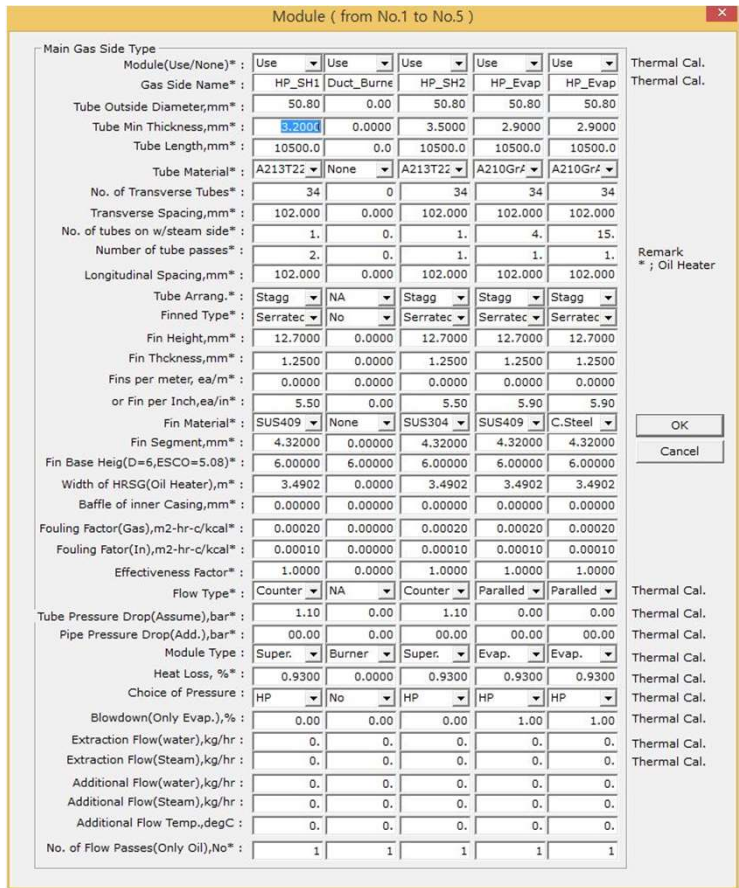 Module ( from No.1 to No.5 )
Main Gas Side Type
Module(Use/None)* : Use Use Use Use Use Thermal Cal.
Gas Side Name* : HP_SH1 Duct_Burne HP_SH2 HP_Evap HP_Evap Thermal Cal.
Tube Outside Diameter,mm* : 50.80 0.00 50.80 50.80 50.80
Tube Min Thickness,mm* : 3.2000 0.0000 3.5000 2.9000 2.9000
Tube Length,mm* : 10500.0 0.0 10500.0 10500.0 10500.0
Tube Material* : A213T22 None A213T22 A210GrA A210GrA
No. of Transverse Tubes* : 34 0 34 34 34
Transverse Spacing,mm* : 102.000 0.000 102.000 102.000 102.000
No. of tubes on w/steam side* : 1. 0. 1. 4. 15.
Number of tube passes* : 2. 0. 1. 1. 1. Remark
Longitudinal Spacing,mm* : 102.000 0.000 102.000 102.000 102.000 * ; Oil Heater
Tube Arrang.* : Stagg NA Stagg Stagg Stagg
Finned Type* : Serratec No Serratec Serratec Serratec
Fin Height,mm* : 12.7000 0.0000 12.7000 12.7000 12.7000
Fin Thckness,mm* : 1.2500 0.0000 1.2500 1.2500 1.2500
Fins per meter, ea/m* : 0.0000 0.0000 0.0000 0.0000 0.0000
or Fin per Inch,ea/in* : 5.50 0.00 5.50 5.90 5.90
Fin Material* : SUS409 None SUS304 SUS409 C.Steel OK
Fin Segment,mm* : 4.32000 0.00000 4.32000 4.32000 4.32000 Cancel
Fin Base Heig(D=6,ESCO=5.08)* : 6.00000 6.00000 6.00000 6.00000 6.00000
Width of HRSG(Oil Heater),m* : 3.4902 0.0000 3.4902 3.4902 3.4902
Baffle of inner Casing,mm* : 0.00000 0.00000 0.00000 0.00000 0.00000
Fouling Factor(Gas),m2-hr-c/kcal* : 0.00020 0.00000 0.00020 0.00020 0.00020
Fouling Fator(In),m2-hr-c/kcal* : 0.00010 0.00000 0.00010 0.00010 0.00010
Effectiveness Factor* : 1.0000 0.0000 1.0000 1.0000 1.0000
Flow Type* : Counter NA Counter Paralled Paralled Thermal Cal.
Tube Pressure Drop(Assume),bar* : 1.10 0.00 1.10 0.00 0.00 Thermal Cal.
Pipe Pressure Drop(Add.),bar* : 00.00 0.00 00.00 00.00 00.00 Thermal Cal.
Module Type : Super. Burner Super. Evap. Evap. Thermal Cal.
Heat Loss, %* : 0.9300 0.0000 0.9300 0.9300 0.9300 Thermal Cal.
Choice of Pressure : HP No HP HP HP Thermal Cal.
Blowdown(Only Evap.),% : 0.00 0.00 0.00 1.00 1.00 Thermal Cal.
Extraction Flow(water),kg/hr : 0. 0. 0. 0. 0. Thermal Cal.
Extraction Flow(Steam),kg/hr : 0. 0. 0. 0. 0. Thermal Cal.
Additional Flow(water),kg/hr : 0. 0. 0. 0. 0.
Additional Flow(Steam),kg/hr : 0. 0. 0. 0. 0.
Additional Flow Temp.,degC : 0. 0. 0. 0. 0.
No. of Flow Passes(Only Oil),No* : 1 1 1 1 1